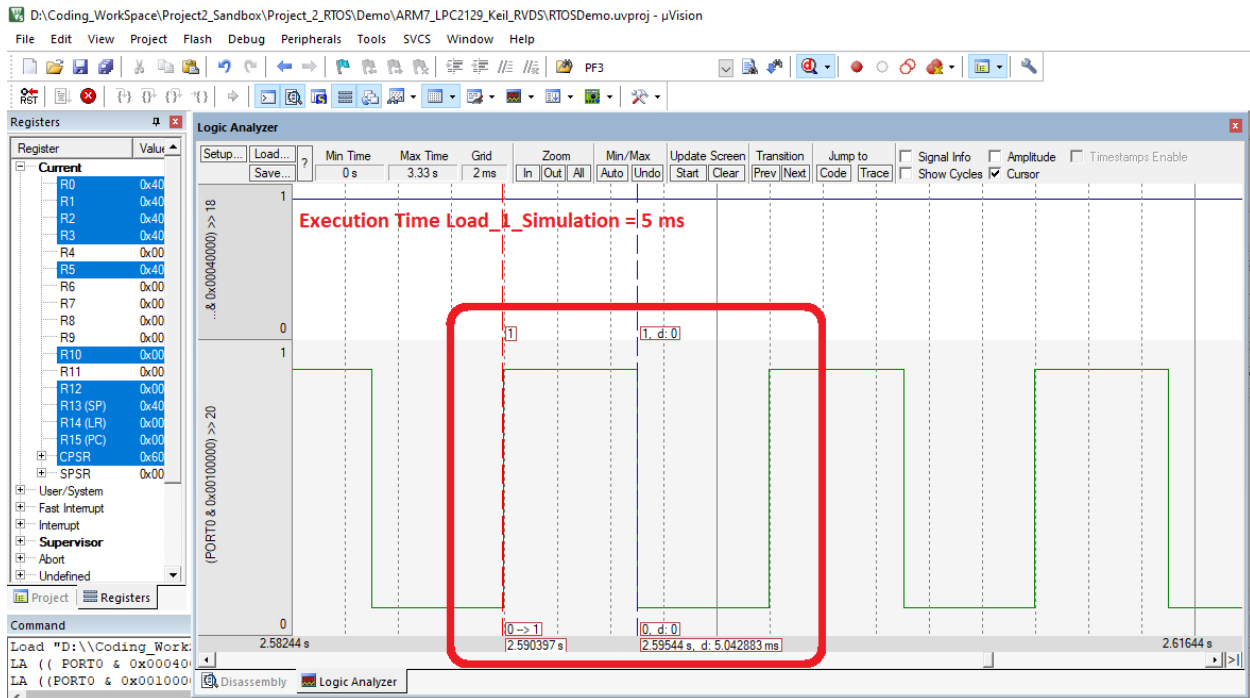 D:\Coding_WorkSpace\Project2_Sandbox\Project_2_RTOS\Demo\ARM7_LPC2129_Keil_RVDS\RTOSDemo.uvproj - µVision
File Edit View Project Flash Debug Peripherals Tools SVCS Window Help
PF3
RST
Registers
Register Value
Current
R0 0x40
R1 0x40
R2 0x40
R3 0x40
R4 0x00
R5 0x40
R6 0x00
R7 0x00
R8 0x00
R9 0x00
R10 0x00
R11 0x00
R12 0x00
R13 (SP) 0x40
R14 (LR) 0x00
R15 (PC) 0x00
CPSR 0x60
SPSR 0x00
User/System
Fast Interrupt
Interrupt
Supervisor
Abort
Undefined
Project Registers
Command
Load "D:\\Coding_Work
LA (( PORT0 & 0x00040
LA ((PORT0 & 0x001000
Logic Analyzer
Setup... Load... ? Min Time Max Time Grid Zoom Min/Max Update Screen Transition Jump to Signal Info Amplitude Timestamps Enable
Save... 0 s 3.33 s 2 ms In Out All Auto Undo Start Clear Prev Next Code Trace Show Cycles Cursor
1
...& 0x00040000) >> 18
Execution Time Load_1_Simulation = 5 ms
0
1 1, d: 0
1
(PORT0 & 0x00100000) >> 20
0
0 --> 1 0, d: 0
2.58244 s 2.590397 s 2.59544 s, d: 5.042883 ms 2.61644 s
Disassembly Logic Analyzer